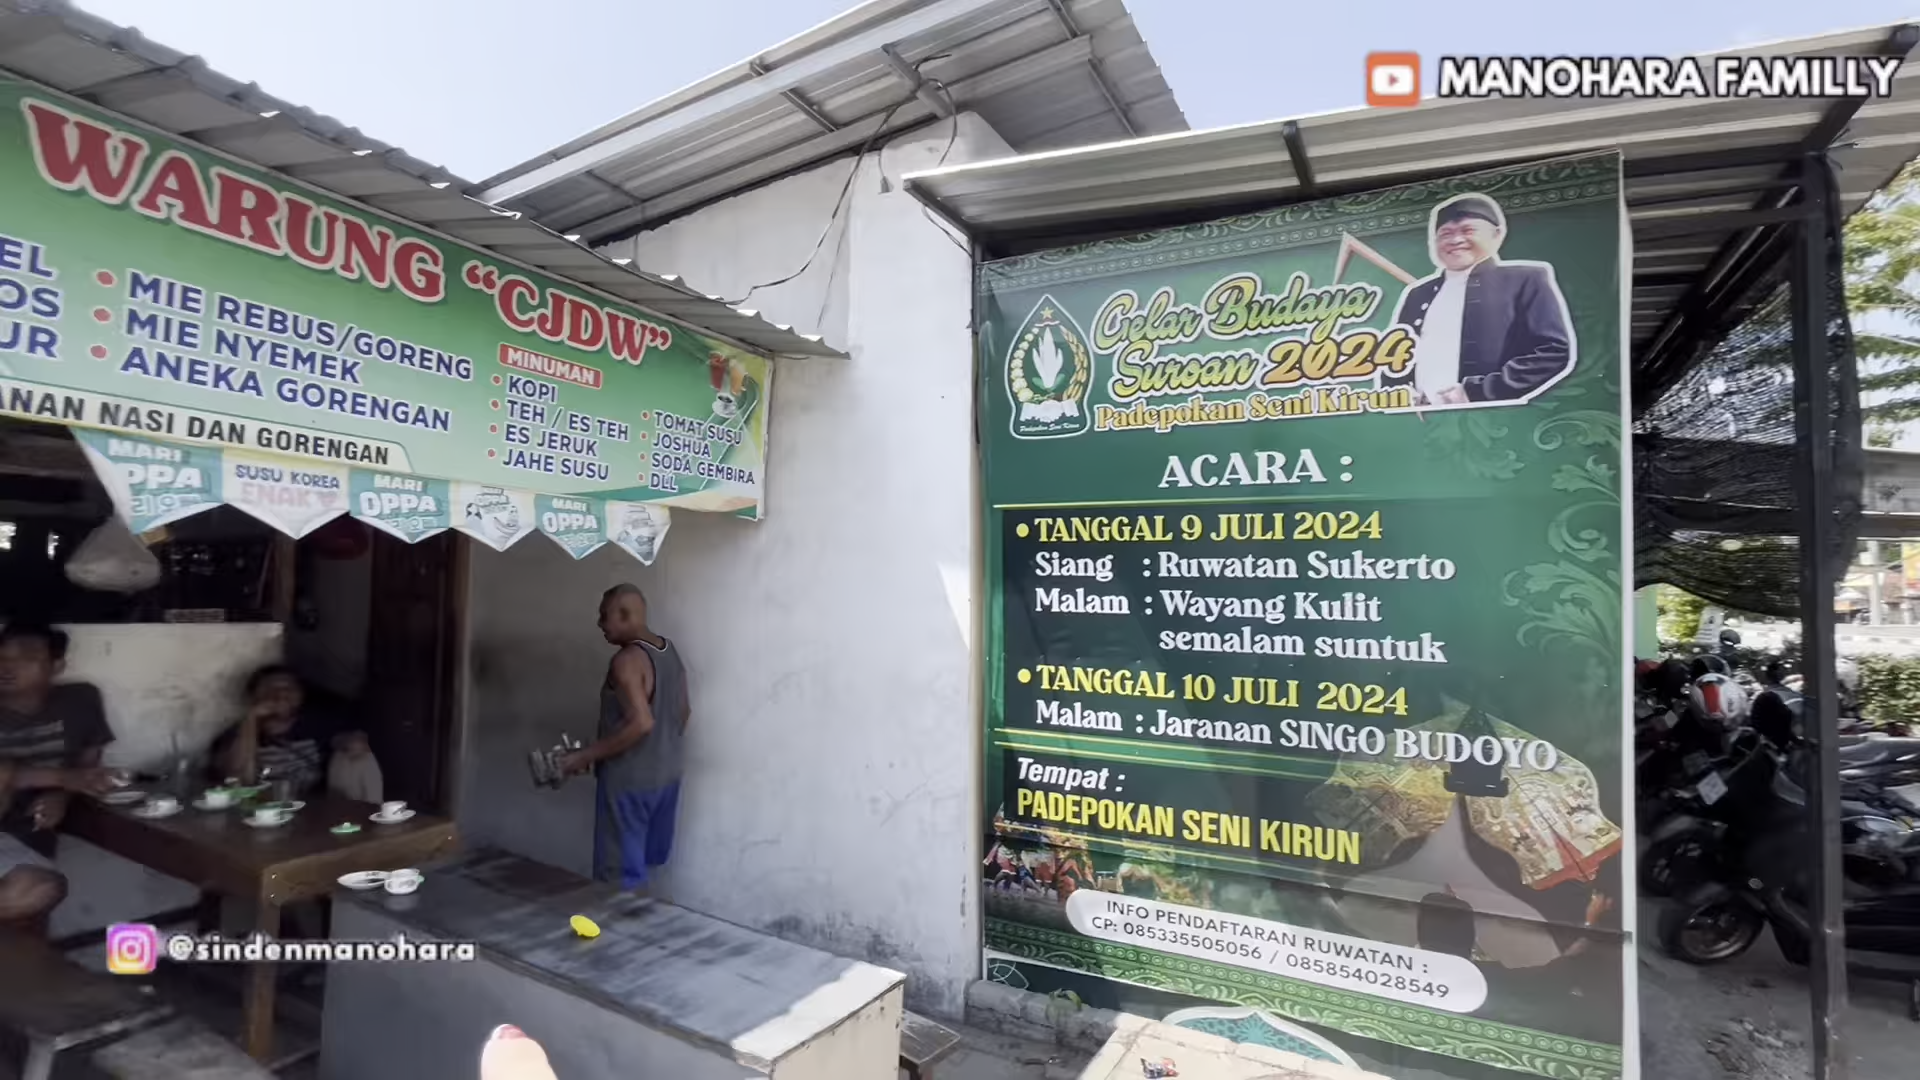 MANOHARA FAMILLY
WARUNG "CJDW"
EL
OS
UR
• MIE REBUS/GORENG
• MIE NYEMEK
• ANEKA GORENGAN
MINUMAN
• KOPI
• TEH / ES TEH
• ES JERUK
• JAHE SUSU
• TOMAT SUSU
• JOSHUA
• SODA GEMBIRA
• DLL
ANAN NASI DAN GORENGAN
MARI
OPPA
SUSU KOREA
ENAK
MARI
OPPA
MARI
OPPA
Gelar Budaya
Suroan 2024
Padepokan Seni Kirun
Padepokan Seni Kirun
ACARA :
• TANGGAL 9 JULI 2024
Siang : Ruwatan Sukerto
Malam : Wayang Kulit
semalam suntuk
• TANGGAL 10 JULI 2024
Malam : Jaranan SINGO BUDOYO
Tempat :
PADEPOKAN SENI KIRUN
INFO PENDAFTARAN RUWATAN :
CP: 085335505056 / 085854028549
@sindenmanohara